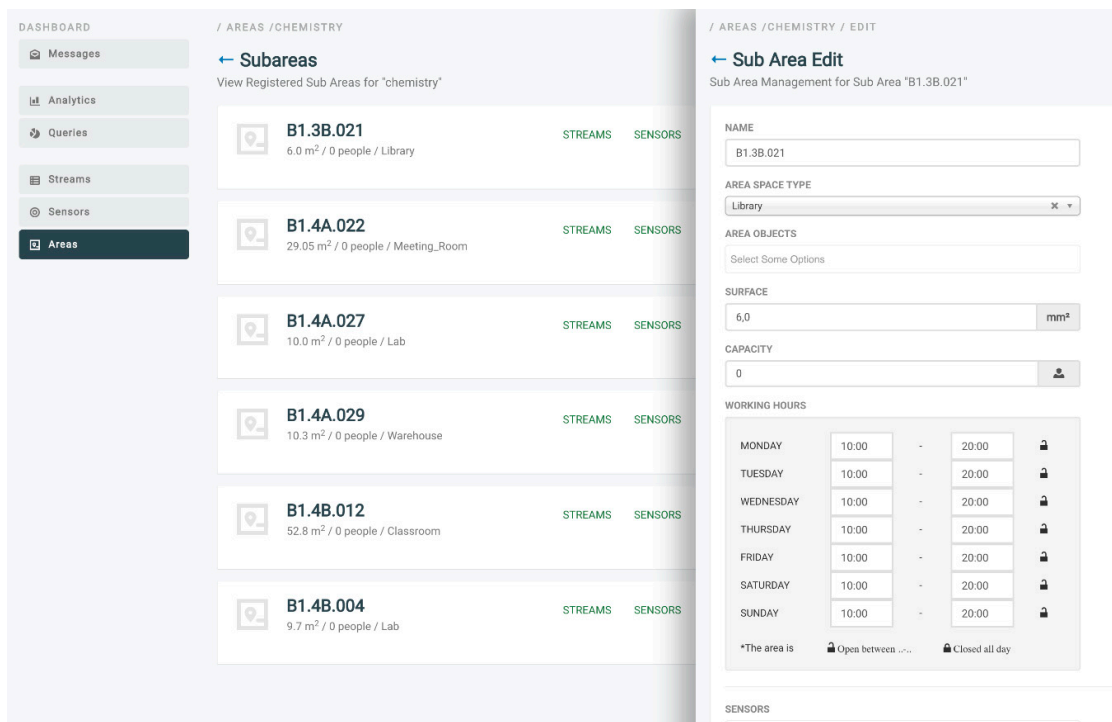 DASHBOARD
Messages
Analytics
Queries
Streams
Sensors
Areas
/ AREAS /CHEMISTRY
← Subareas
View Registered Sub Areas for "chemistry"
B1.3B.021
6.0 m² / 0 people / Library
STREAMS SENSORS
B1.4A.022
29.05 m² / 0 people / Meeting_Room
STREAMS SENSORS
B1.4A.027
10.0 m² / 0 people / Lab
STREAMS SENSORS
B1.4A.029
10.3 m² / 0 people / Warehouse
STREAMS SENSORS
B1.4B.012
52.8 m² / 0 people / Classroom
STREAMS SENSORS
B1.4B.004
9.7 m² / 0 people / Lab
STREAMS SENSORS
/ AREAS /CHEMISTRY / EDIT
← Sub Area Edit
Sub Area Management for Sub Area "B1.3B.021"
NAME
B1.3B.021
AREA SPACE TYPE
Library
AREA OBJECTS
Select Some Options
SURFACE
6,0 mm²
CAPACITY
0
WORKING HOURS
MONDAY 10:00 - 20:00
TUESDAY 10:00 - 20:00
WEDNESDAY 10:00 - 20:00
THURSDAY 10:00 - 20:00
FRIDAY 10:00 - 20:00
SATURDAY 10:00 - 20:00
SUNDAY 10:00 - 20:00
*The area is Open between ..-.. Closed all day
SENSORS